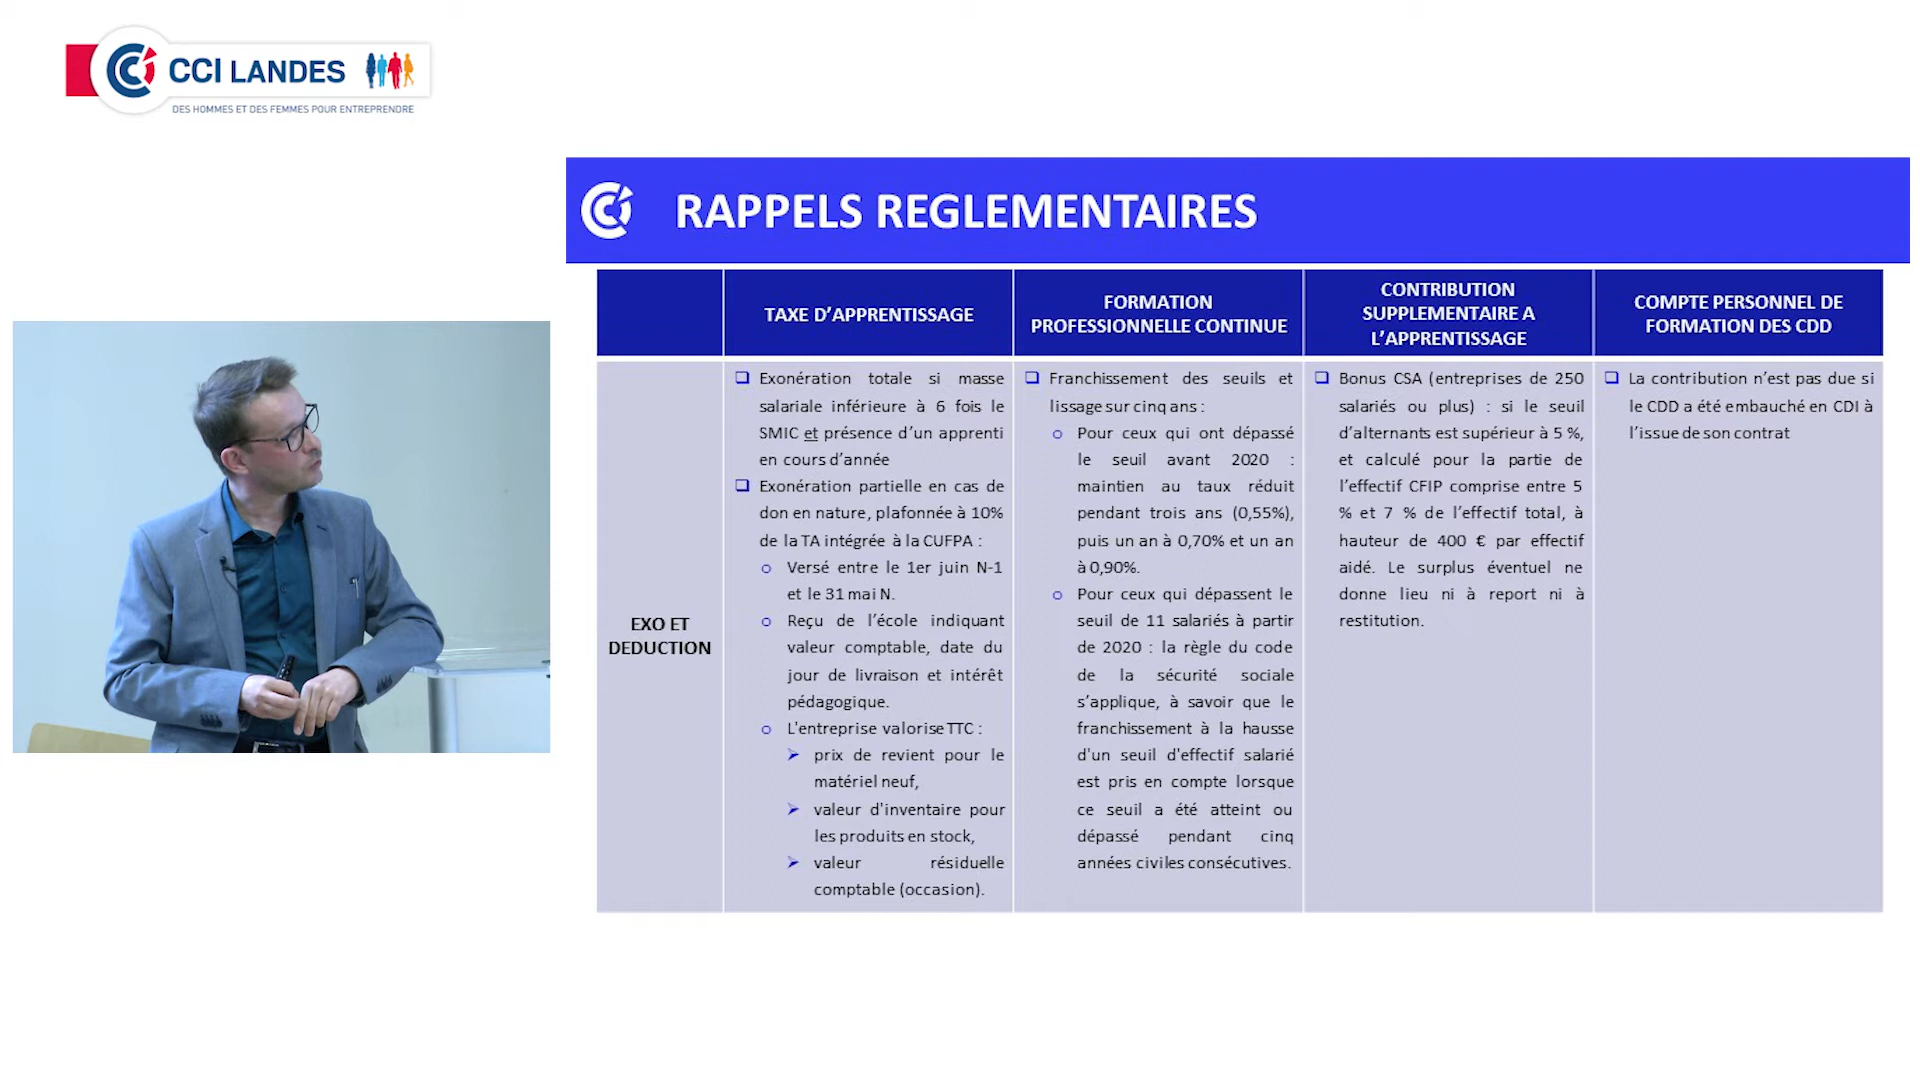 CCI LANDES
DES HOMMES ET DES FEMMES POUR ENTREPRENDRE
RAPPELS REGLEMENTAIRES
TAXE D’APPRENTISSAGE
FORMATION
PROFESSIONNELLE CONTINUE
CONTRIBUTION
SUPPLEMENTAIRE A
L’APPRENTISSAGE
COMPTE PERSONNEL DE
FORMATION DES CDD
EXO ET
DEDUCTION
Exonération totale si masse
salariale inférieure à 6 fois le
SMIC et présence d’un apprenti
en cours d’année
Exonération partielle en cas de
don en nature, plafonnée à 10%
de la TA intégrée à la CUFPA :
Versé entre le 1er juin N-1
et le 31 mai N.
Reçu de l’école indiquant
valeur comptable, date du
jour de livraison et intérêt
pédagogique.
L'entreprise valorise TTC :
prix de revient pour le
matériel neuf,
valeur d'inventaire pour
les produits en stock,
valeur résiduelle
comptable (occasion).
Franchissement des seuils et
lissage sur cinq ans :
Pour ceux qui ont dépassé
le seuil avant 2020 :
maintien au taux réduit
pendant trois ans (0,55%),
puis un an à 0,70% et un an
à 0,90%.
Pour ceux qui dépassent le
seuil de 11 salariés à partir
de 2020 : la règle du code
de la sécurité sociale
s’applique, à savoir que le
franchissement à la hausse
d'un seuil d'effectif salarié
est pris en compte lorsque
ce seuil a été atteint ou
dépassé pendant cinq
années civiles consécutives.
Bonus CSA (entreprises de 250
salariés ou plus) : si le seuil
d’alternants est supérieur à 5 %,
et calculé pour la partie de
l’effectif CFIP comprise entre 5
% et 7 % de l’effectif total, à
hauteur de 400 € par effectif
aidé. Le surplus éventuel ne
donne lieu ni à report ni à
restitution.
La contribution n’est pas due si
le CDD a été embauché en CDI à
l’issue de son contrat